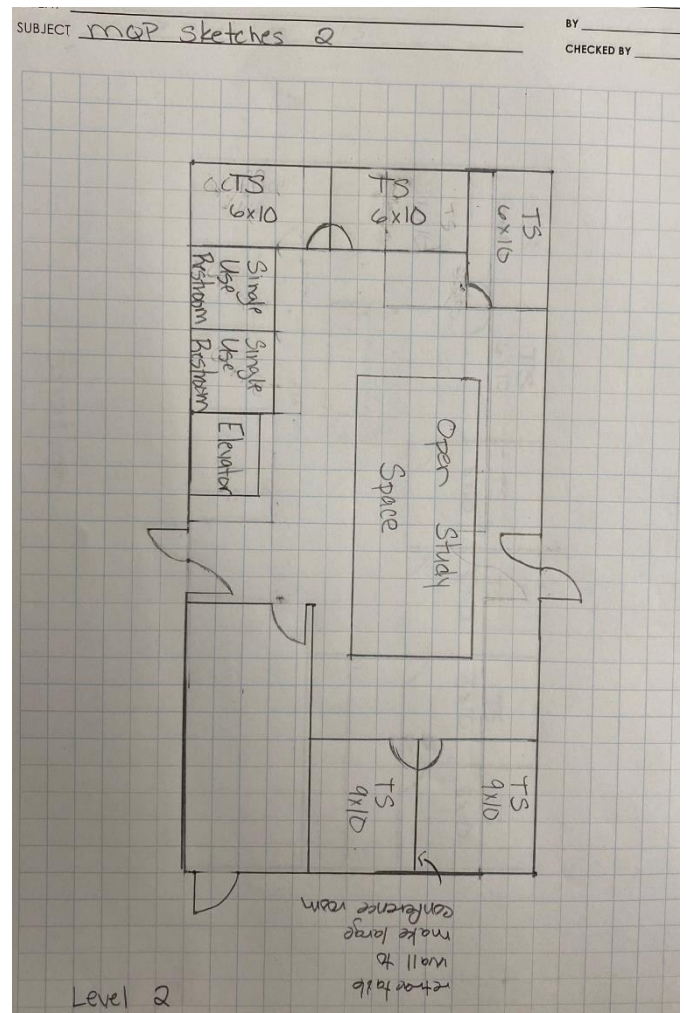 SUBJECT MQP Sketches 2
BY
CHECKED BY
TS
6x10
TS
6x10
TS
6x10
Single
Use
Restroom
Single
Use
Restroom
Elevator
Open Study
Space
TS
9x10
TS
9x10
retractable
wall to
make large
conference room
Level 2